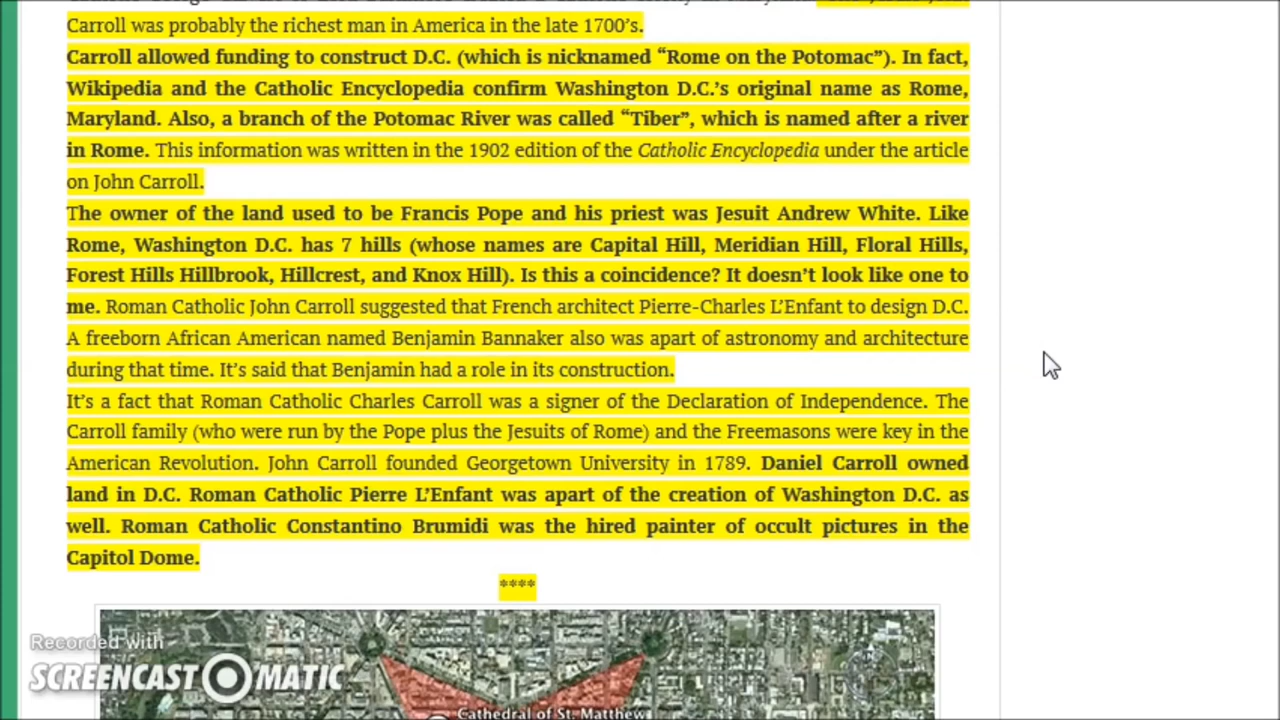 Carroll was probably the richest man in America in the late 1700’s.
Carroll allowed funding to construct D.C. (which is nicknamed “Rome on the Potomac”). In fact,
Wikipedia and the Catholic Encyclopedia confirm Washington D.C.’s original name as Rome,
Maryland. Also, a branch of the Potomac River was called “Tiber”, which is named after a river
in Rome. This information was written in the 1902 edition of the Catholic Encyclopedia under the article
on John Carroll.
The owner of the land used to be Francis Pope and his priest was Jesuit Andrew White. Like
Rome, Washington D.C. has 7 hills (whose names are Capital Hill, Meridian Hill, Floral Hills,
Forest Hills Hillbrook, Hillcrest, and Knox Hill). Is this a coincidence? It doesn’t look like one to
me. Roman Catholic John Carroll suggested that French architect Pierre-Charles L’Enfant to design D.C.
A freeborn African American named Benjamin Bannaker also was apart of astronomy and architecture
during that time. It’s said that Benjamin had a role in its construction.
It’s a fact that Roman Catholic Charles Carroll was a signer of the Declaration of Independence. The
Carroll family (who were run by the Pope plus the Jesuits of Rome) and the Freemasons were key in the
American Revolution. John Carroll founded Georgetown University in 1789. Daniel Carroll owned
land in D.C. Roman Catholic Pierre L’Enfant was apart of the creation of Washington D.C. as
well. Roman Catholic Constantino Brumidi was the hired painter of occult pictures in the
Capitol Dome.
****
Recorded with
SCREENCAST-O-MATIC
Cathedral of St. Matthew